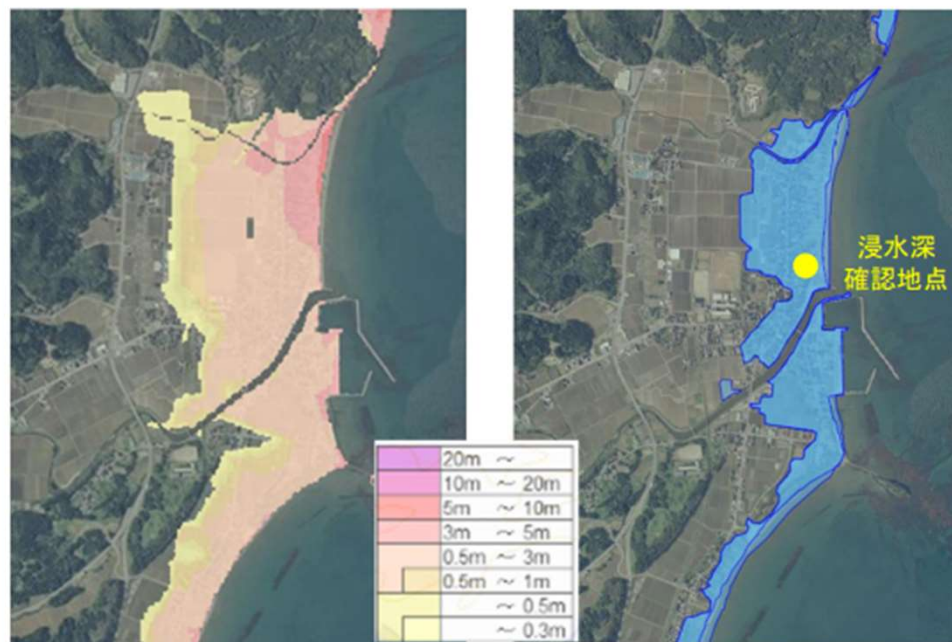 浸水深
確認地点
20m ～
10m ～ 20m
5m ～ 10m
3m ～ 5m
0.5m ～ 3m
0.5m ～ 1m
～ 0.5m
～ 0.3m